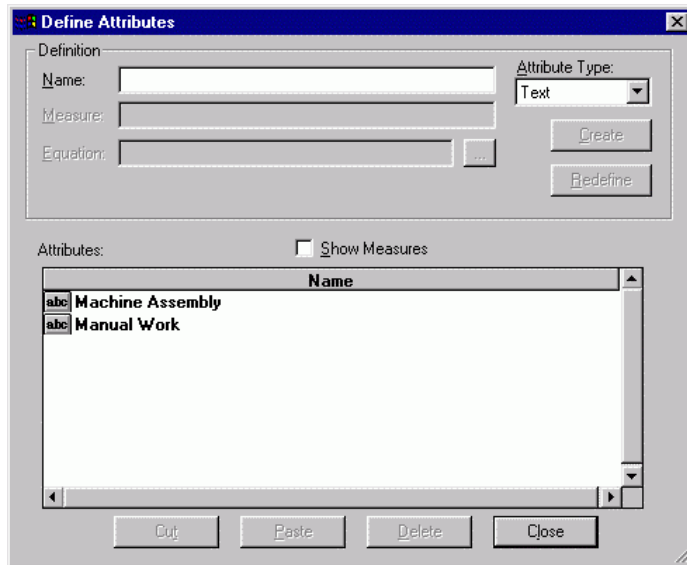 Define Attributes
Definition
Name:
Attribute Type:
Text
Measure:
Equation:
...
Create
Redefine
Attributes:
Show Measures
Name
abc Machine Assembly
abc Manual Work
Cut
Paste
Delete
Close